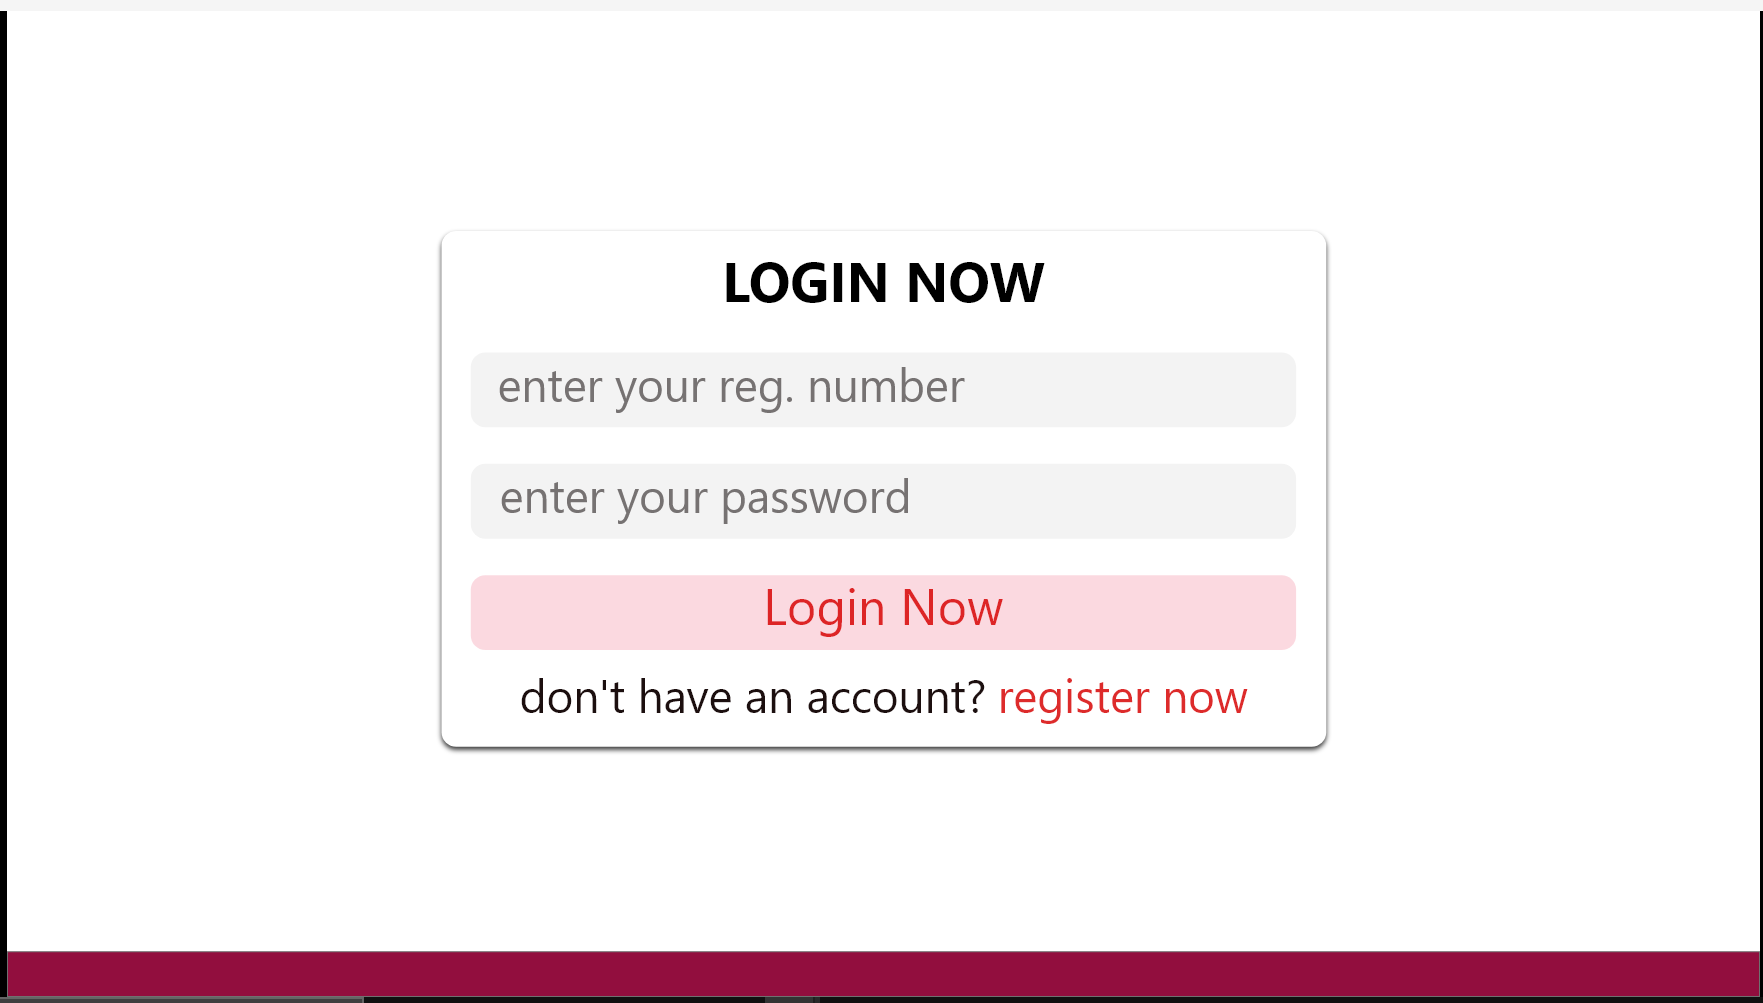 LOGIN NOW
enter your reg. number
enter your password
Login Now
don't have an account? register now